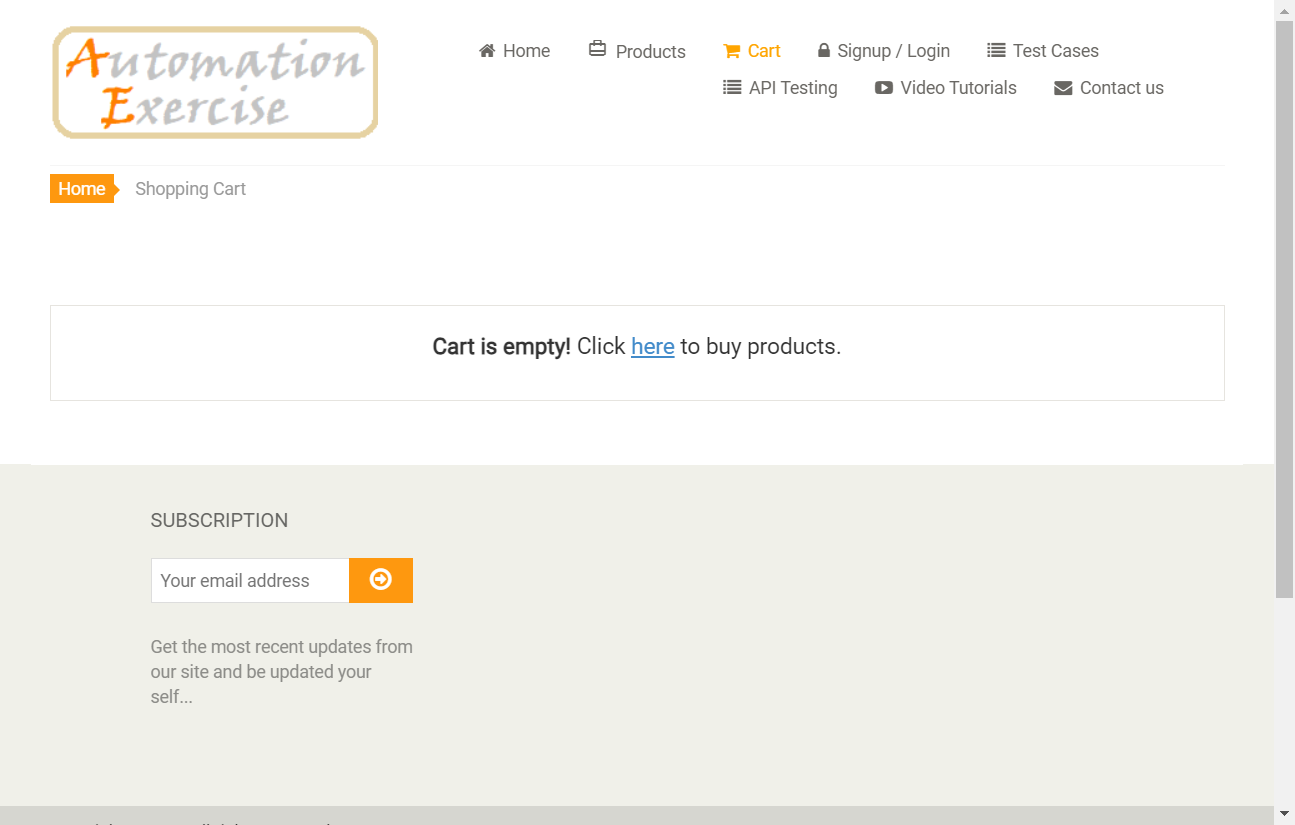 Automation
Exercise
Home Products Cart Signup / Login Test Cases
API Testing Video Tutorials Contact us
Home Shopping Cart
Cart is empty! Click here to buy products.
SUBSCRIPTION
Your email address
Get the most recent updates from
our site and be updated your
self...